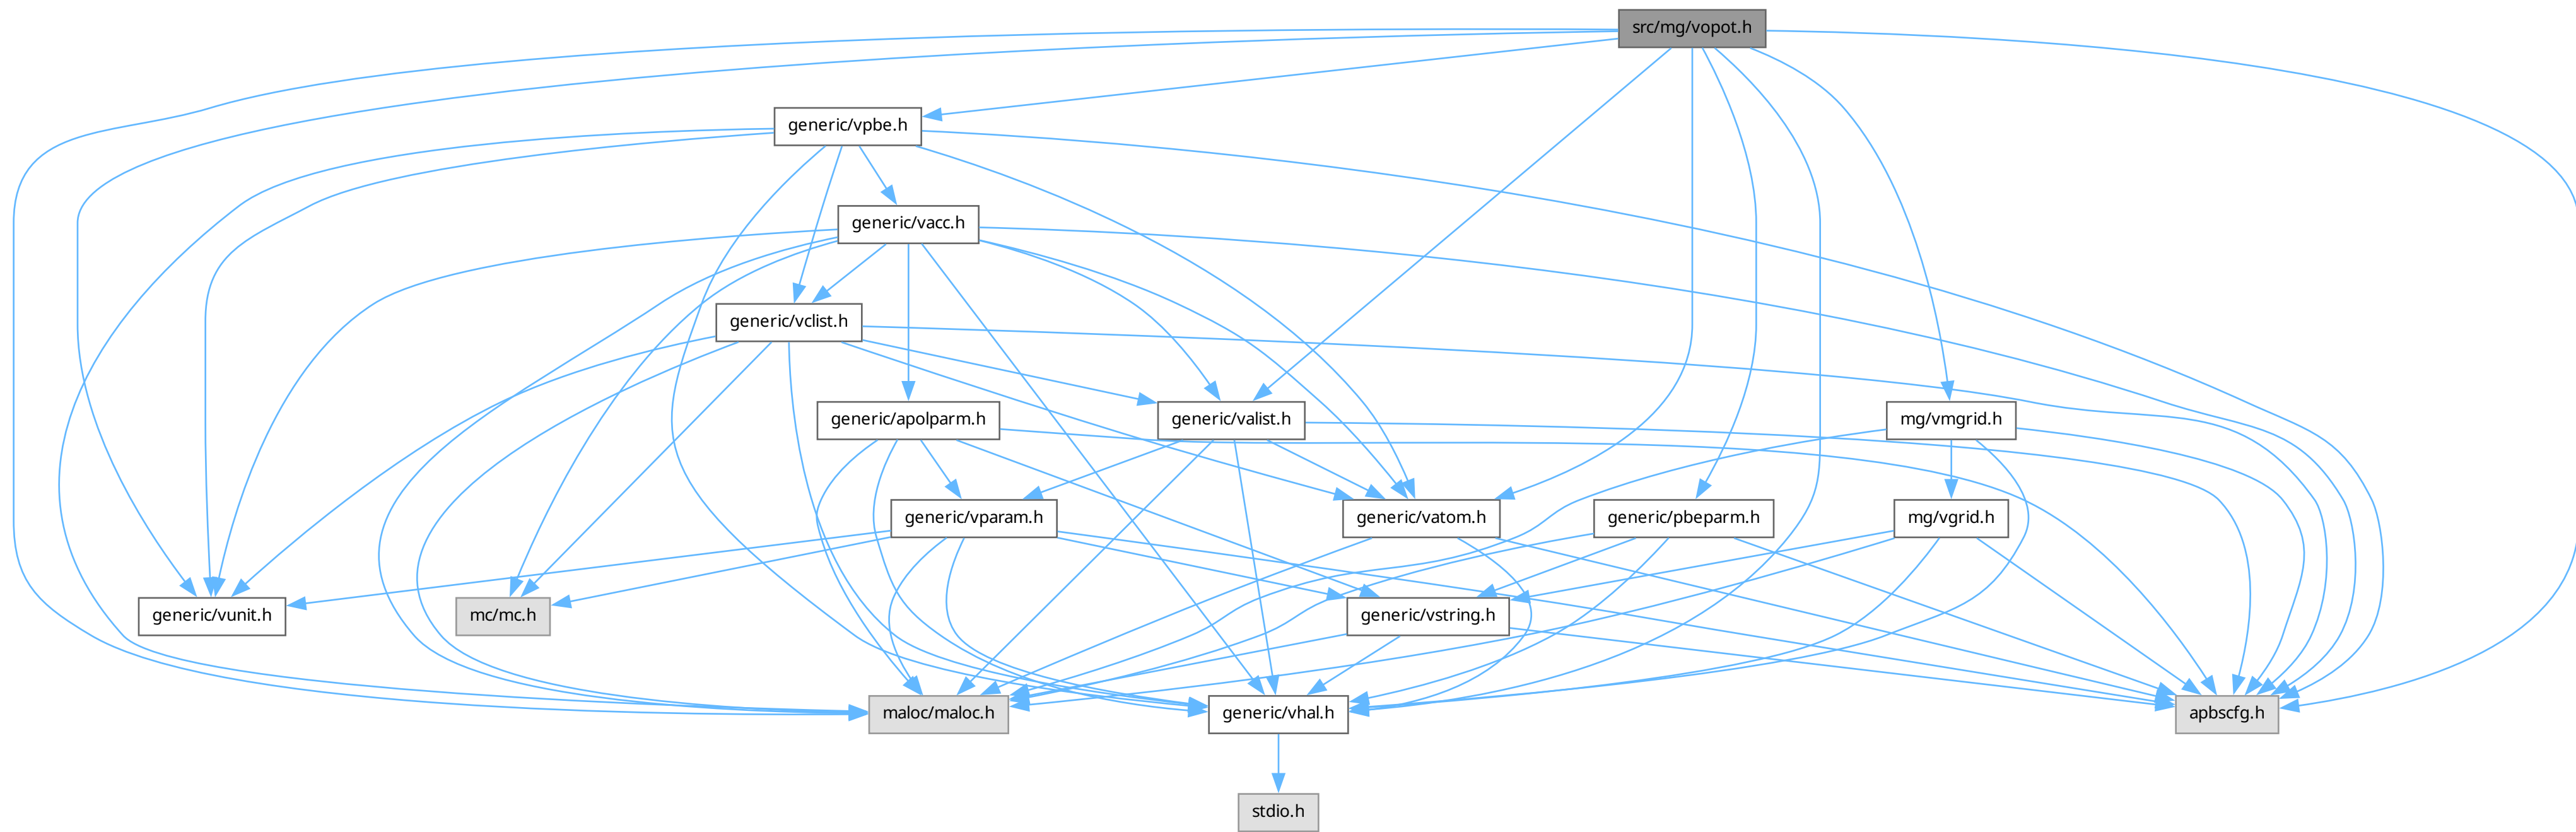 src/mg/vopot.h
generic/vpbe.h
generic/vacc.h
generic/vclist.h
generic/apolparm.h
generic/valist.h
mg/vmgrid.h
generic/vparam.h
generic/vatom.h
generic/pbeparm.h
mg/vgrid.h
generic/vunit.h
mc/mc.h
generic/vstring.h
maloc/maloc.h
generic/vhal.h
apbscfg.h
stdio.h